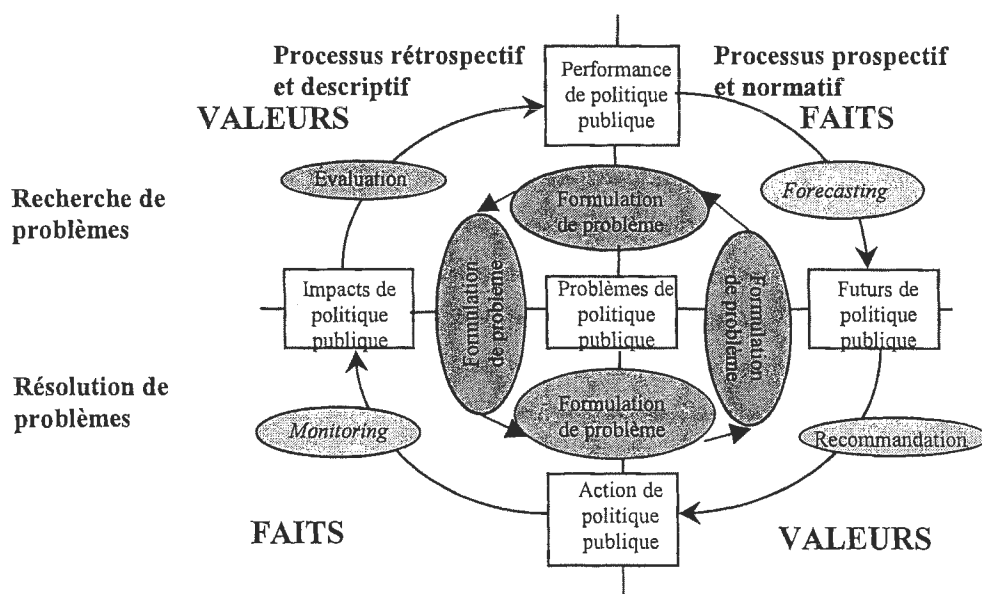 Processus rétrospectif
et descriptif
VALEURS
Performance
de politique
publique
Processus prospectif
et normatif
FAITS
Évaluation
Forecasting
Recherche de
problèmes
Formulation
de problème
Formulation
de problème
Formulation
de problème
Impacts de
politique
publique
Problèmes de
politique
publique
Futurs de
politique
publique
Résolution de
problèmes
Monitoring
Formulation
de problème
Recommandation
Action de
politique
publique
FAITS
VALEURS